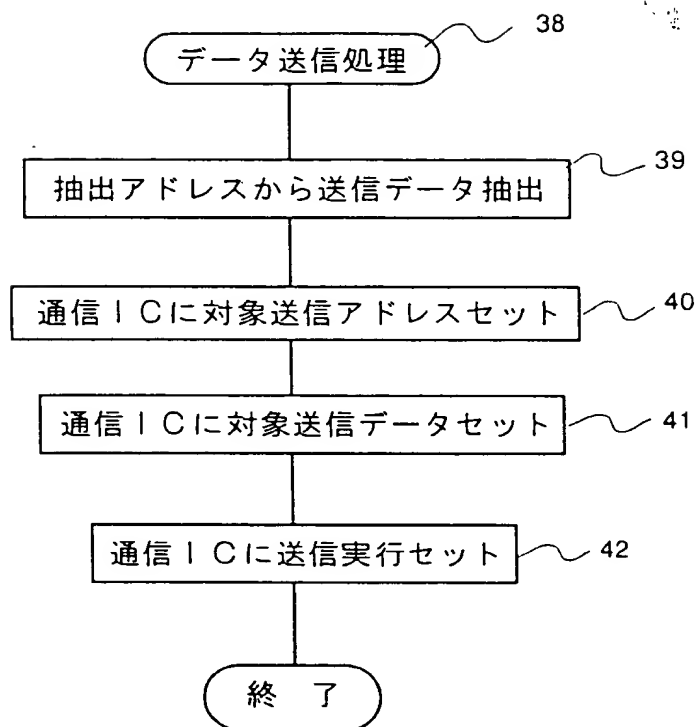 データ送信処理
38
抽出アドレスから送信データ抽出
39
通信ICに対象送信アドレスセット
40
通信ICに対象送信データセット
41
通信ICに送信実行セット
42
終 了